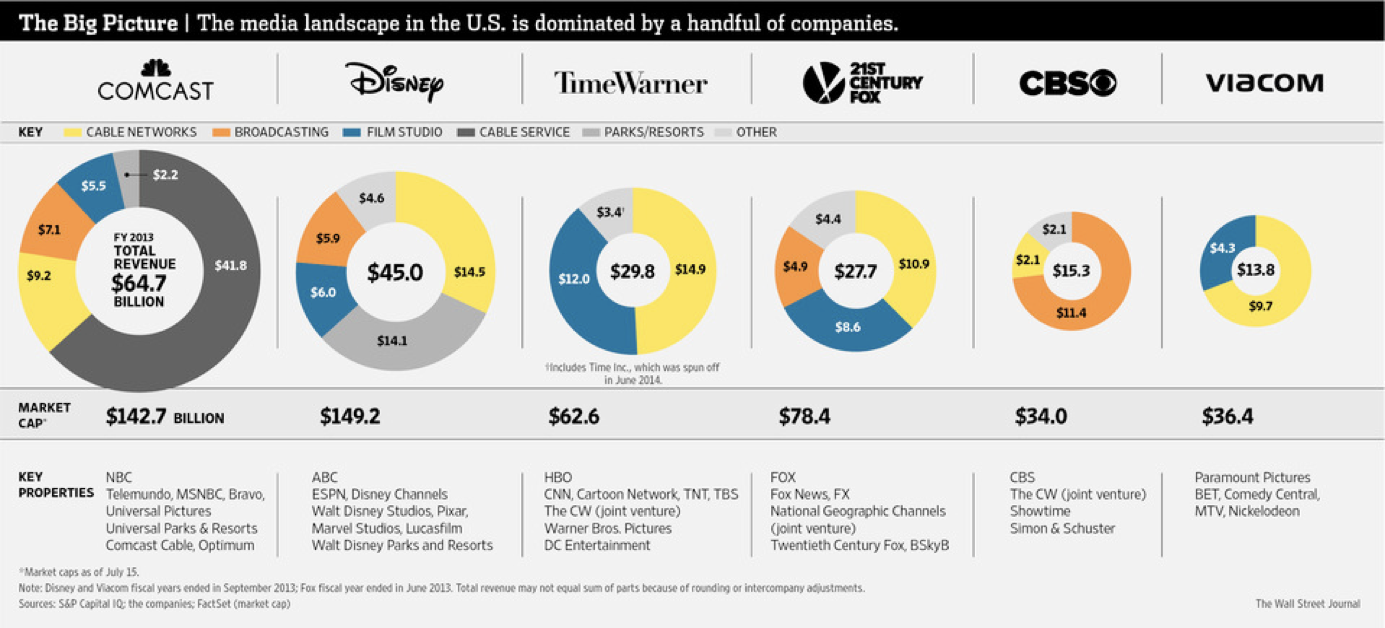 The Big Picture | The media landscape in the U.S. is dominated by a handful of companies.
COMCAST
Disney
TimeWarner
21ST
CENTURY
FOX
CBS
VIACOM
KEY CABLE NETWORKS BROADCASTING FILM STUDIO CABLE SERVICE PARKS/RESORTS OTHER
$2.2
$5.5
$7.1
$9.2
$41.8
FY 2013
TOTAL
REVENUE
$64.7
BILLION
$4.6
$5.9
$6.0
$14.1
$14.5
$45.0
$3.4†
$12.0
$14.9
$29.8
†Includes Time Inc., which was spun off
in June 2014.
$4.4
$4.9
$8.6
$10.9
$27.7
$2.1
$2.1
$11.4
$15.3
$4.3
$9.7
$13.8
MARKET
CAP*
$142.7 BILLION
$149.2
$62.6
$78.4
$34.0
$36.4
KEY
PROPERTIES
NBC
Telemundo, MSNBC, Bravo,
Universal Pictures
Universal Parks & Resorts
Comcast Cable, Optimum
ABC
ESPN, Disney Channels
Walt Disney Studios, Pixar,
Marvel Studios, Lucasfilm
Walt Disney Parks and Resorts
HBO
CNN, Cartoon Network, TNT, TBS
The CW (joint venture)
Warner Bros. Pictures
DC Entertainment
FOX
Fox News, FX
National Geographic Channels
(joint venture)
Twentieth Century Fox, BSkyB
CBS
The CW (joint venture)
Showtime
Simon & Schuster
Paramount Pictures
BET, Comedy Central,
MTV, Nickelodeon
*Market caps as of July 15.
Note: Disney and Viacom fiscal years ended in September 2013; Fox fiscal year ended in June 2013. Total revenue may not equal sum of parts because of rounding or intercompany adjustments.
Sources: S&P Capital IQ; the companies; FactSet (market cap)
The Wall Street Journal